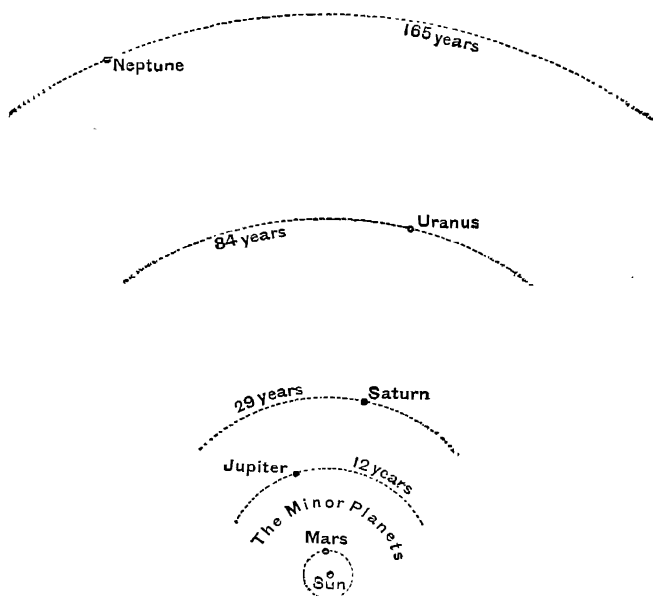 165 years
Neptune
Uranus
84 years
29 years
Saturn
Jupiter
12 years
The Minor Planets
Mars
Sun